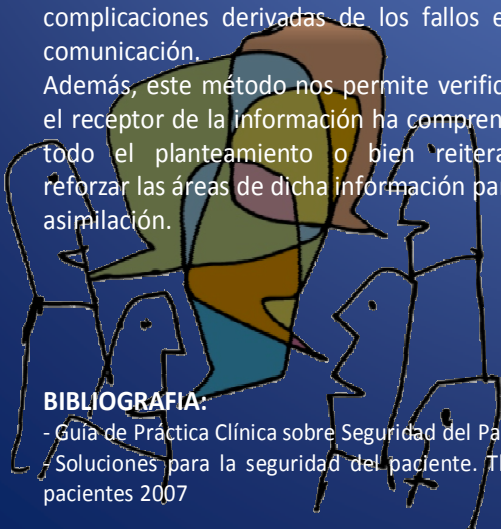 complicaciones derivadas de los fallos e
comunicación.
Además, este método nos permite verific
el receptor de la información ha compren
todo el planteamiento o bien reitera
reforzar las áreas de dicha información par
asimilación.
BIBLIOGRAFIA:
- Guía de Práctica Clínica sobre Seguridad del Pa
- Soluciones para la seguridad del paciente. Th
pacientes 2007